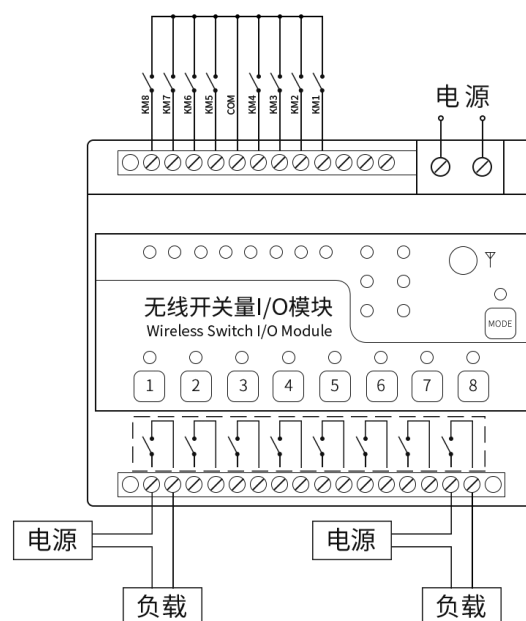 KM8 KM7 KM6 KM5 COM KM4 KM3 KM2 KM1
电源
无线开关量I/O模块
Wireless Switch I/O Module
MODE
1 2 3 4 5 6 7 8
电源 电源
负载 负载